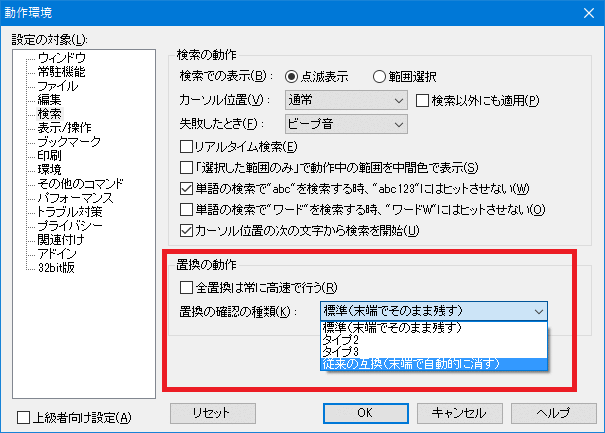 動作環境
設定の対象(L):
ウィンドウ
常駐機能
ファイル
編集
検索
表示/操作
ブックマーク
印刷
環境
その他のコマンド
パフォーマンス
トラブル対策
プライバシー
関連付け
アドイン
32bit版
上級者向け設定(A)
検索の動作
検索での表示(B): 点滅表示 範囲選択
カーソル位置(V): 通常 検索以外にも適用(P)
失敗したとき(F): ビープ音
リアルタイム検索(E)
「選択した範囲のみ」で動作中の範囲を中間色で表示(S)
単語の検索で"abc"を検索する時、"abc123"にはヒットさせない(W)
単語の検索で"ワード"を検索する時、"ワードW"にはヒットさせない(O)
カーソル位置の次の文字から検索を開始(U)
置換の動作
全置換は常に高速で行う(R)
置換の確認の種類(K): 標準(末端でそのまま残す)
標準(末端でそのまま残す)
タイプ2
タイプ3
従来の互換(末端で自動的に消す)
リセット OK キャンセル ヘルプ